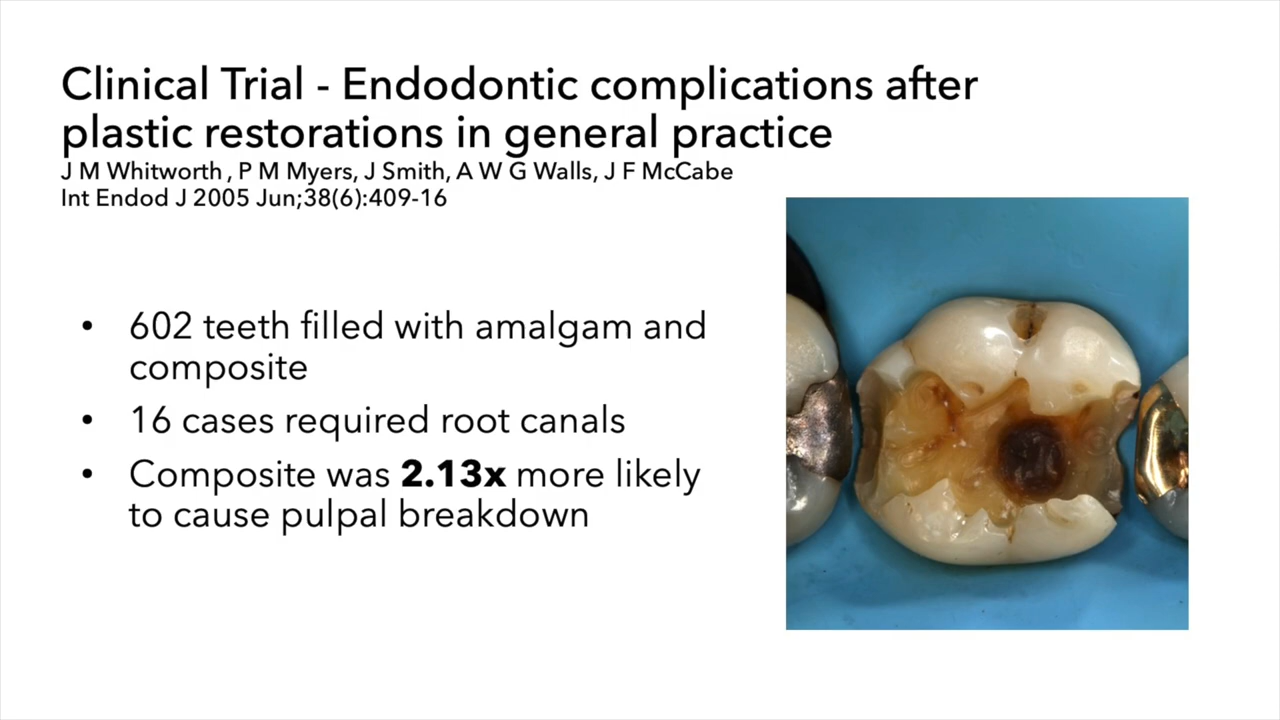 Clinical Trial - Endodontic complications after
plastic restorations in general practice
J M Whitworth , P M Myers, J Smith, A W G Walls, J F McCabe
Int Endod J 2005 Jun;38(6):409-16
• 602 teeth filled with amalgam and
composite
• 16 cases required root canals
• Composite was 2.13x more likely
to cause pulpal breakdown